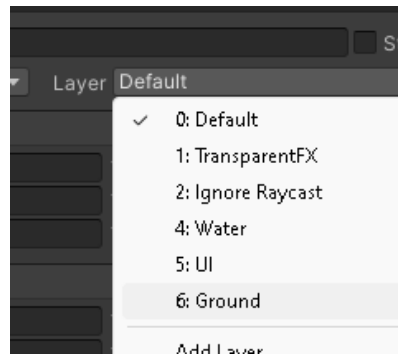 S
Layer Default
0: Default
1: TransparentFX
2: Ignore Raycast
4: Water
5: UI
6: Ground
Add Layer